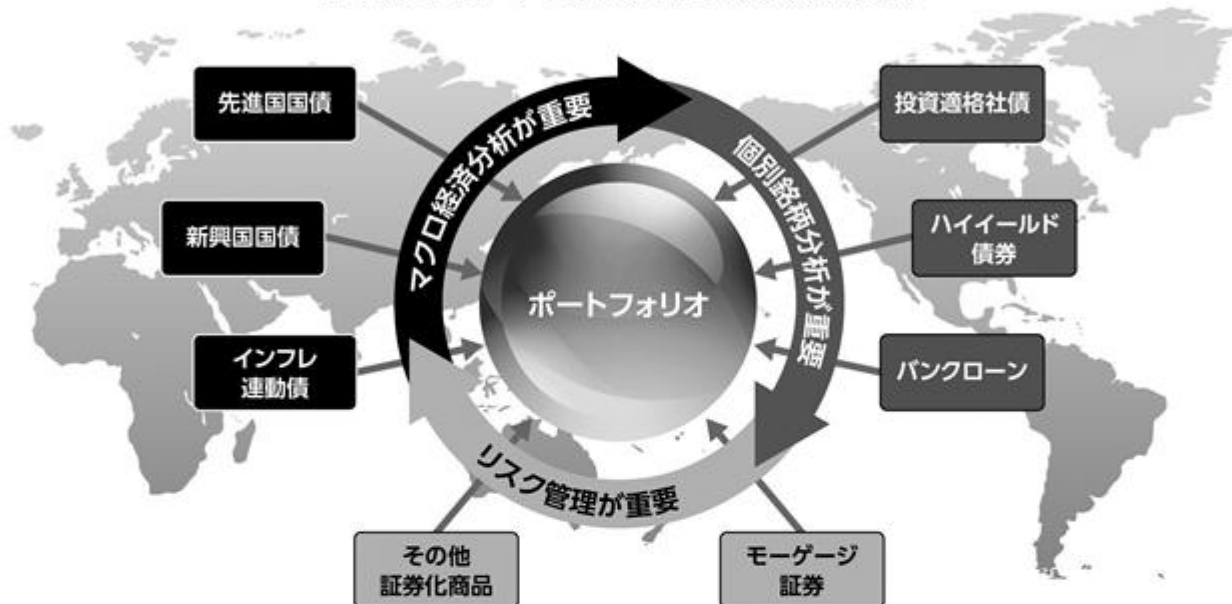 先進国国債
新興国国債
インフレ
連動債
マクロ経済分析が重要
ポートフォリオ
個別銘柄分析が重要
投資適格社債
ハイイールド
債券
バンクローン
リスク管理が重要
その他
証券化商品
モーゲージ
証券